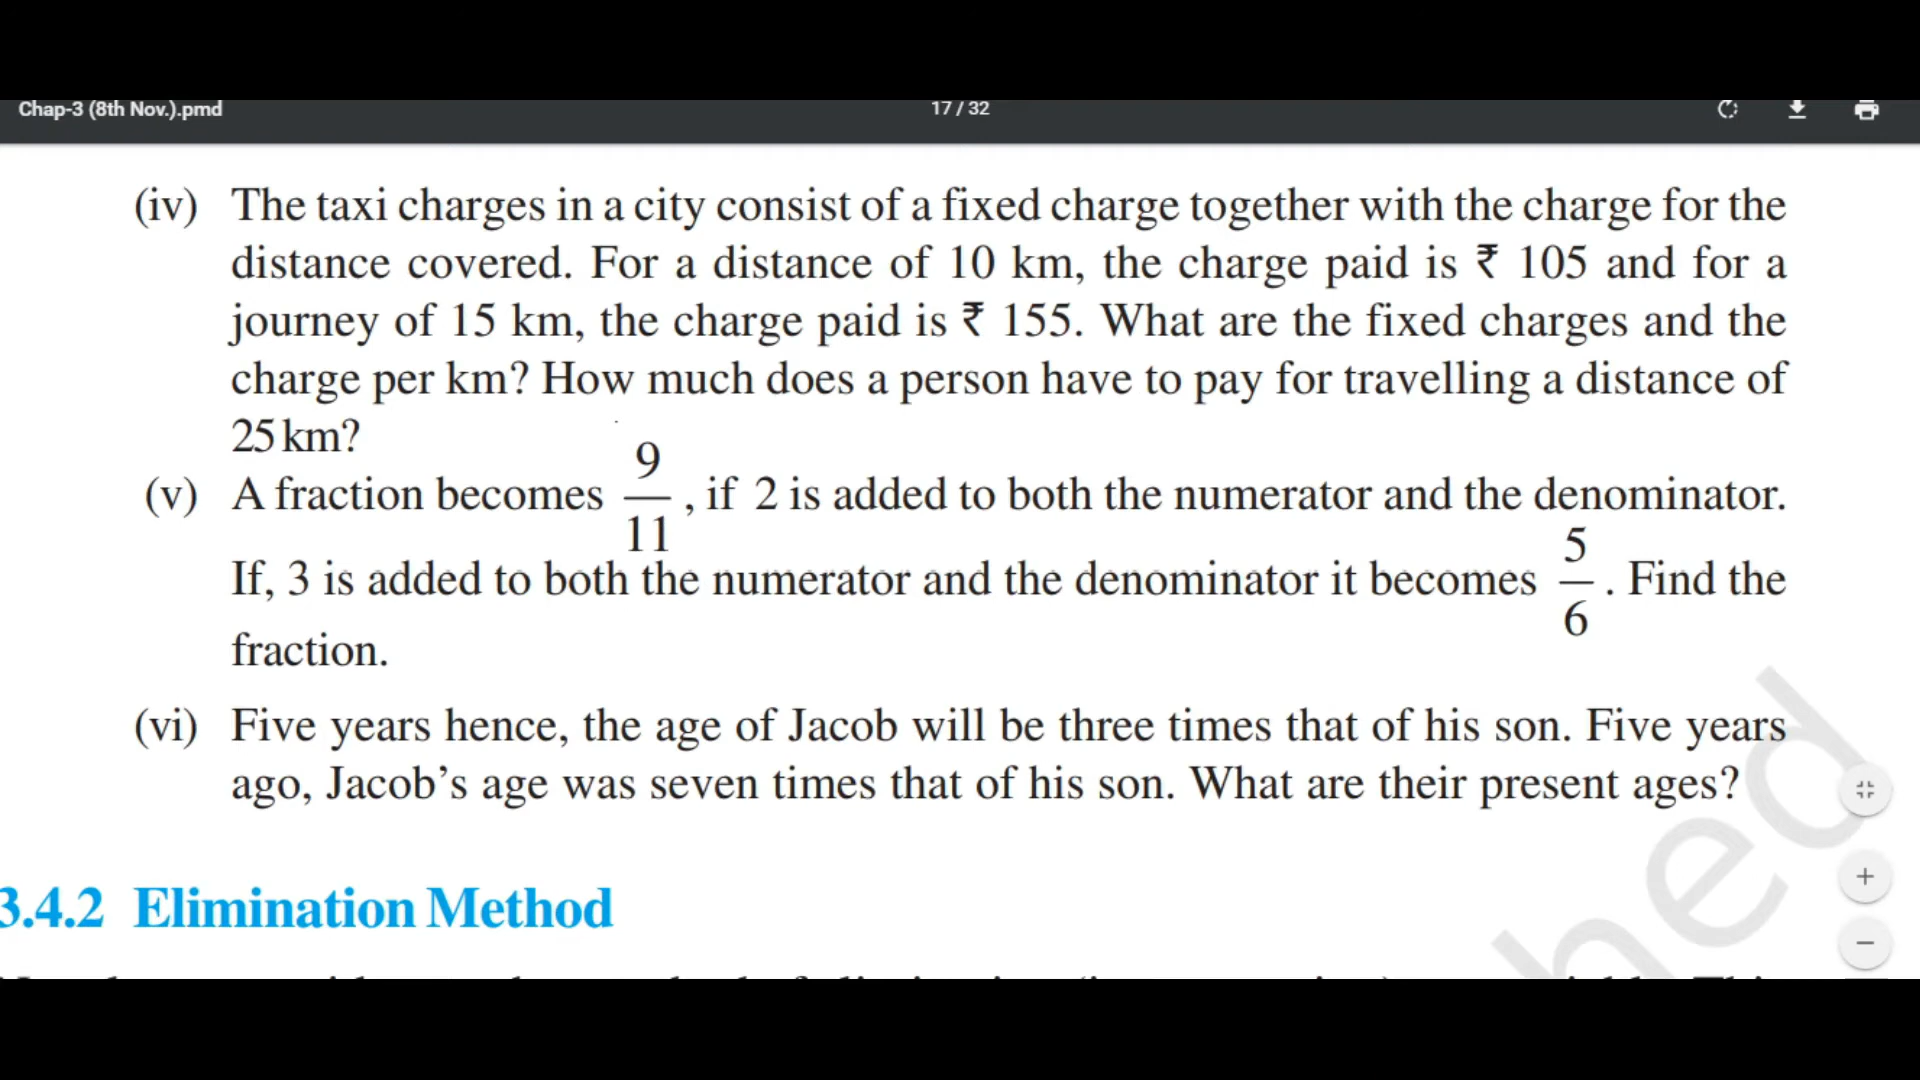 Chap-3 (8th Nov.).pmd
17 / 32
(iv) The taxi charges in a city consist of a fixed charge together with the charge for the
distance covered. For a distance of 10 km, the charge paid is ₹ 105 and for a
journey of 15 km, the charge paid is ₹ 155. What are the fixed charges and the
charge per km? How much does a person have to pay for travelling a distance of
25 km?
(v) A fraction becomes 9/11, if 2 is added to both the numerator and the denominator.
If, 3 is added to both the numerator and the denominator it becomes 5/6. Find the
fraction.
(vi) Five years hence, the age of Jacob will be three times that of his son. Five years
ago, Jacob’s age was seven times that of his son. What are their present ages?
3.4.2 Elimination Method
hed